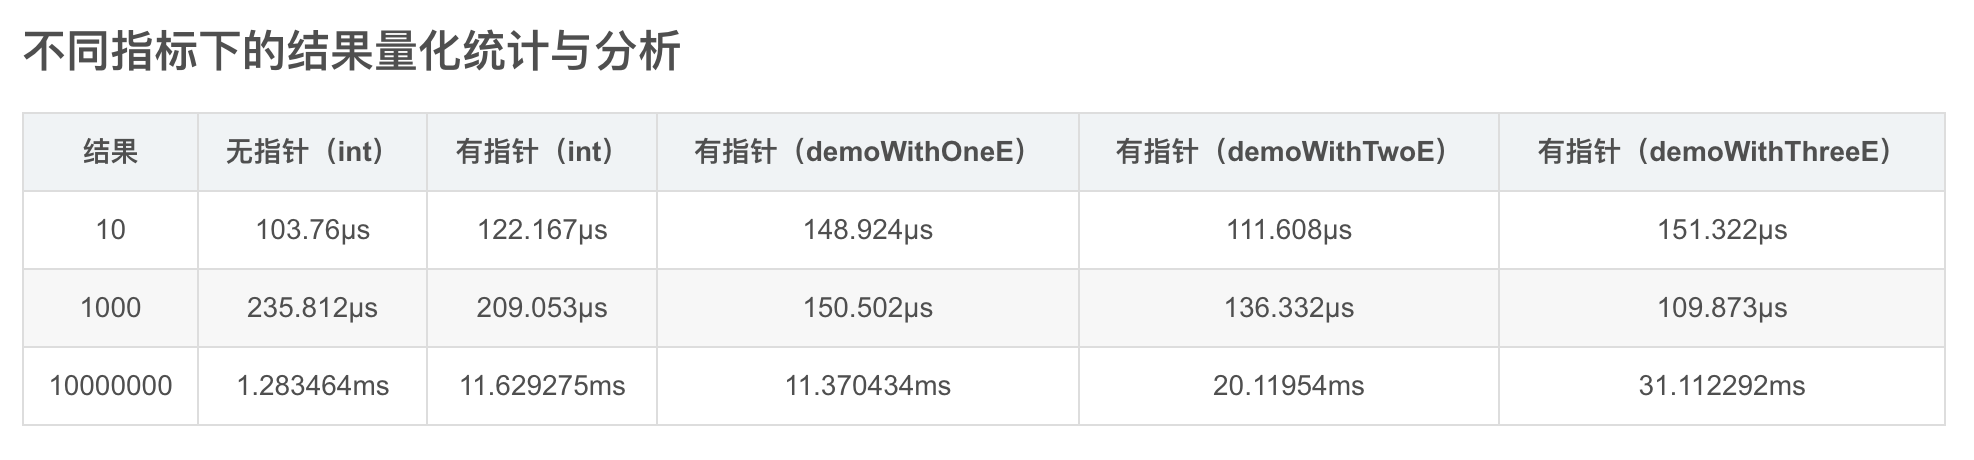 不同指标下的结果量化统计与分析
结果 无指针（int） 有指针（int） 有指针（demoWithOneE） 有指针（demoWithTwoE） 有指针（demoWithThreeE）
10 103.76µs 122.167µs 148.924µs 111.608µs 151.322µs
1000 235.812µs 209.053µs 150.502µs 136.332µs 109.873µs
10000000 1.283464ms 11.629275ms 11.370434ms 20.11954ms 31.112292ms